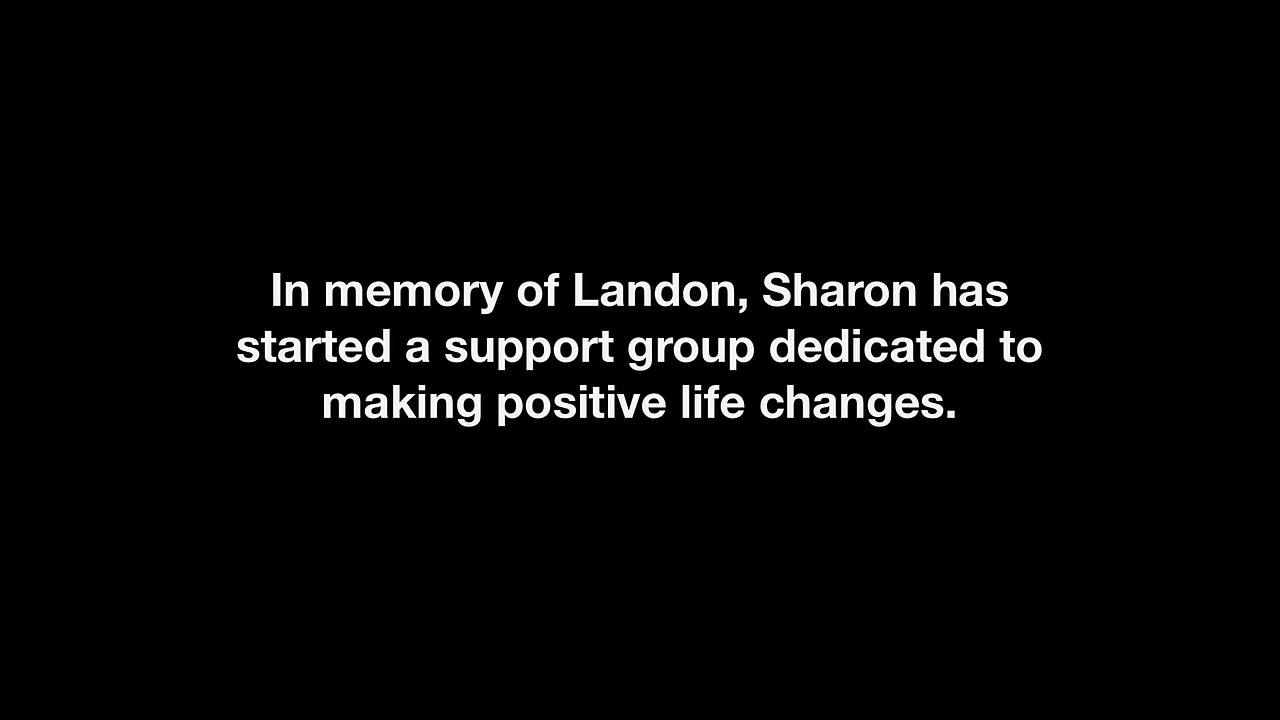 In memory of Landon, Sharon has
started a support group dedicated to
making positive life changes.